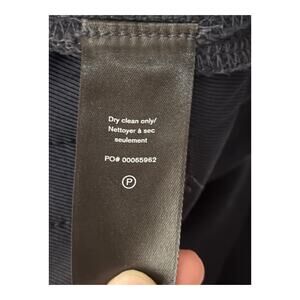 Dry clean only/
Nettoyer à sec
seulement
PO# 00065962
P